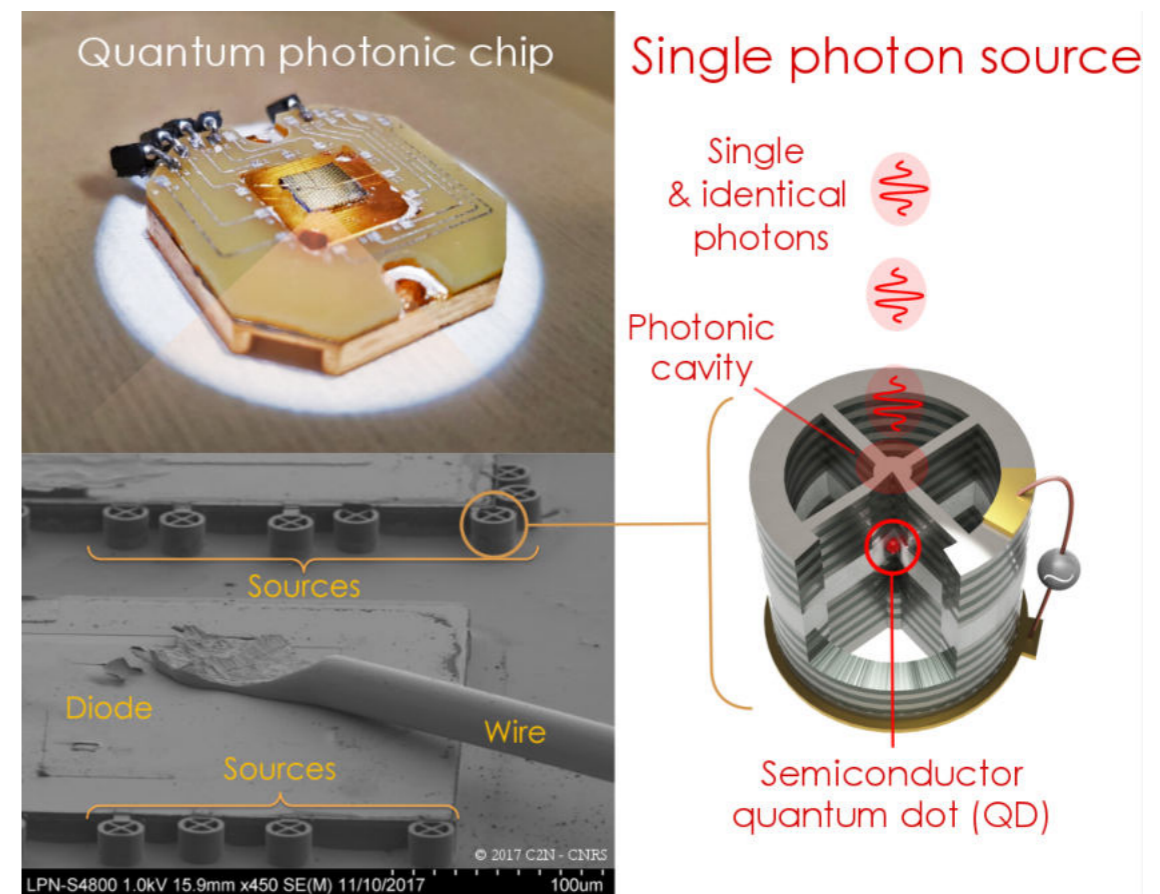 Quantum photonic chip
Single photon source
Single
& identical
photons
Photonic
cavity
Sources
Diode
Wire
Sources
Semiconductor
quantum dot (QD)
© 2017 C2N - CNRS
LPN-S4800 1.0kV 15.9mm x450 SE(M) 11/10/2017
100um